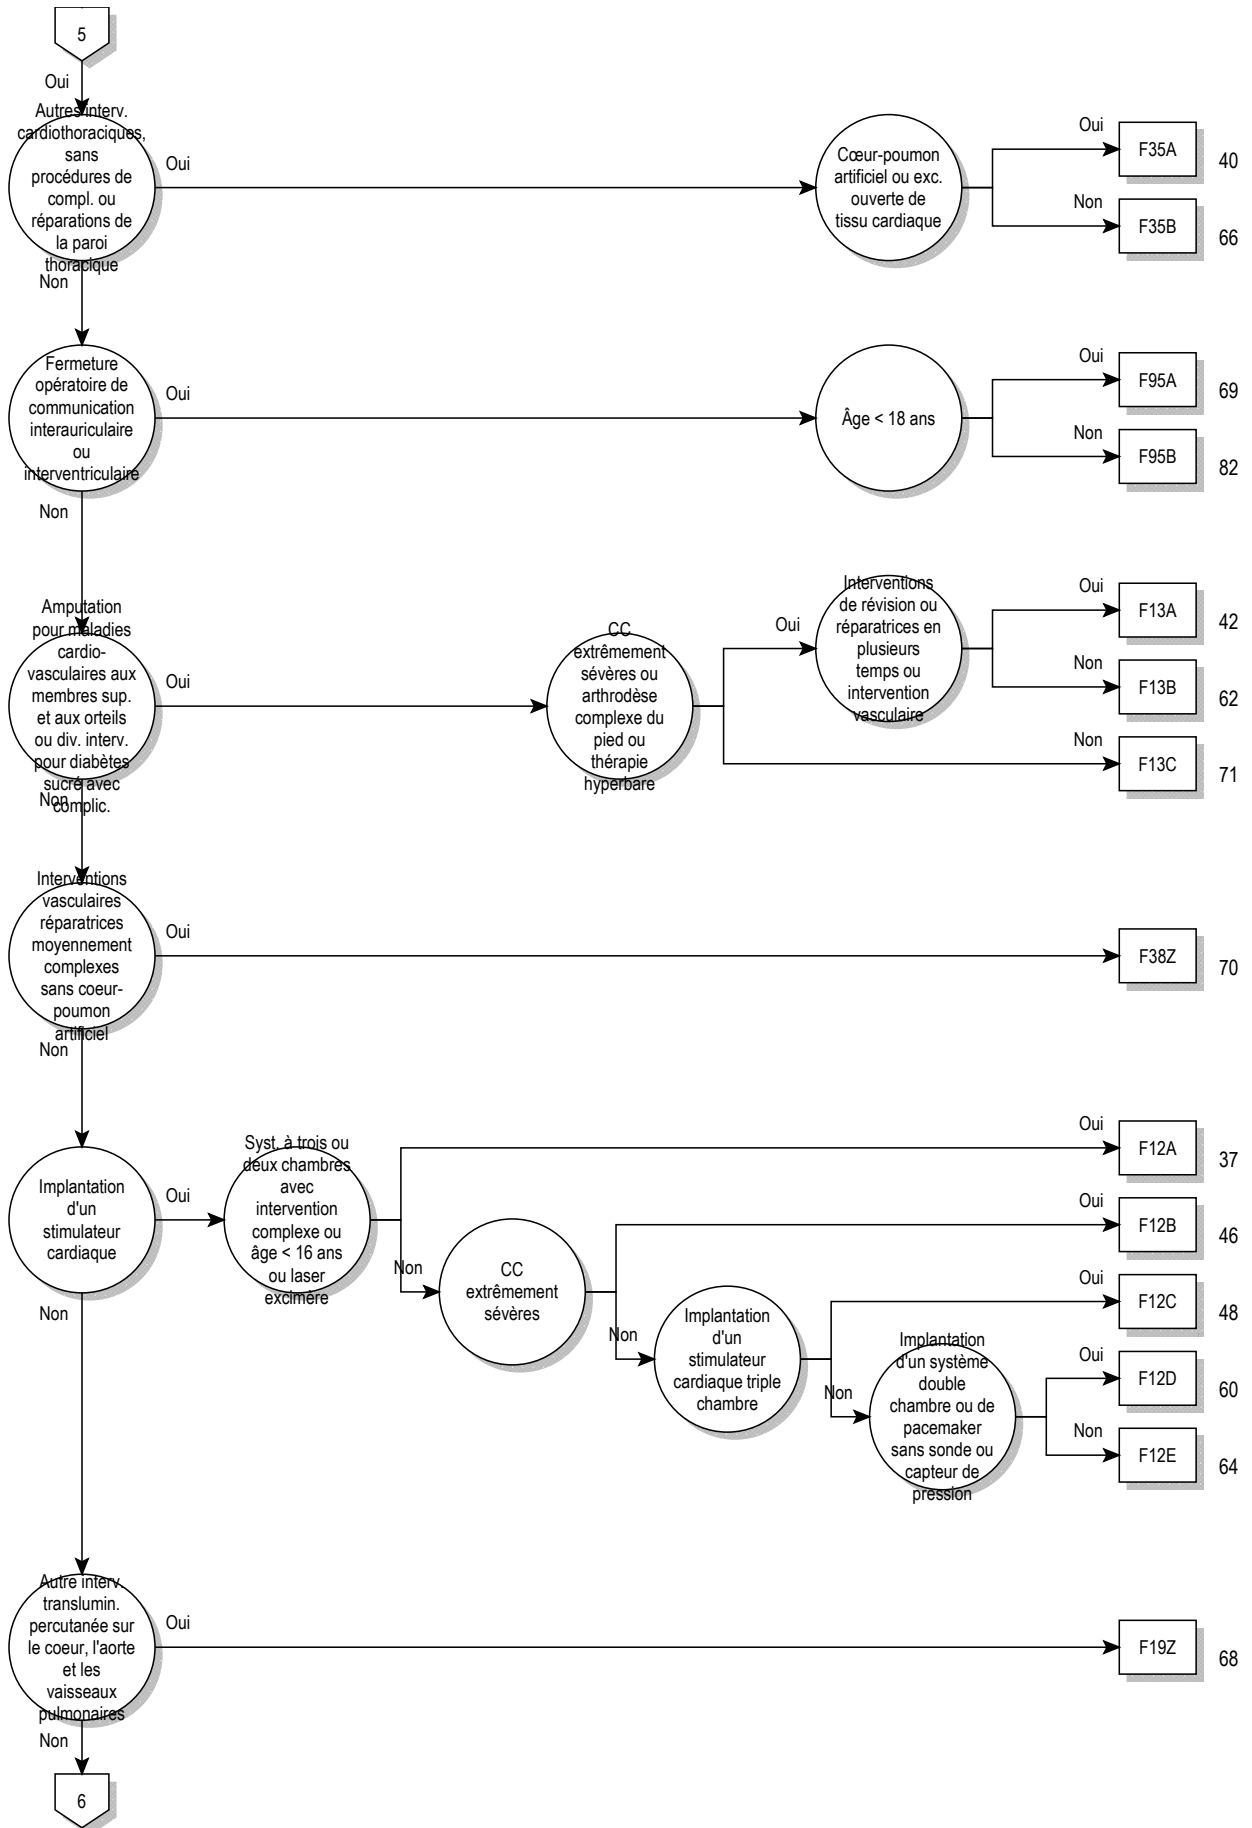 5
Oui
Autres interv.
cardiothoraciques,
sans
procédures de
compl. ou
réparations de
la paroi
thoracique
Oui
Cœur-poumon
artificiel ou exc.
ouverte de
tissu cardiaque
Oui
F35A
40
Non
F35B
66
Non
Fermeture
opératoire de
communication
interauriculaire
ou
interventriculaire
Oui
Âge < 18 ans
Oui
F95A
69
Non
F95B
82
Non
Amputation
pour maladies
cardio-
vasculaires aux
membres sup.
et aux orteils
ou div. interv.
pour diabètes
sucré avec
complic.
Oui
CC
extrêmement
sévères ou
arthrodèse
complexe du
pied ou
thérapie
hyperbare
Oui
Interventions
de révision ou
réparatrices en
plusieurs
temps ou
intervention
vasculaire
Oui
F13A
42
Non
F13B
62
Non
F13C
71
Non
Interventions
vasculaires
réparatrices
moyennement
complexes
sans coeur-
poumon
artificiel
Oui
F38Z
70
Non
Implantation
d'un
stimulateur
cardiaque
Oui
Syst. à trois ou
deux chambres
avec
intervention
complexe ou
âge < 16 ans
ou laser
excimère
Oui
F12A
37
Non
CC
extrêmement
sévères
Oui
F12B
46
Non
Implantation
d'un
stimulateur
cardiaque triple
chambre
Oui
F12C
48
Non
Implantation
d'un système
double
chambre ou de
pacemaker
sans sonde ou
capteur de
pression
Oui
F12D
60
Non
F12E
64
Non
Autre interv.
translumin.
percutanée sur
le coeur, l'aorte
et les
vaisseaux
pulmonaires
Oui
F19Z
68
Non
6